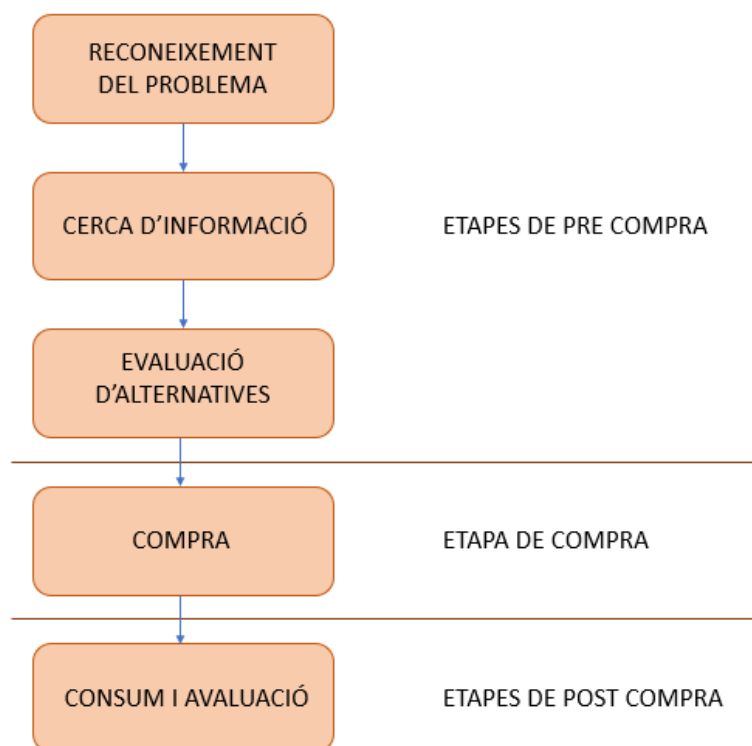 RECONEIXEMENT
DEL PROBLEMA
CERCA D’INFORMACIÓ
ETAPES DE PRE COMPRA
EVALUACIÓ
D’ALTERNATIVES
COMPRA
ETAPA DE COMPRA
CONSUM I AVALUACIÓ
ETAPES DE POST COMPRA